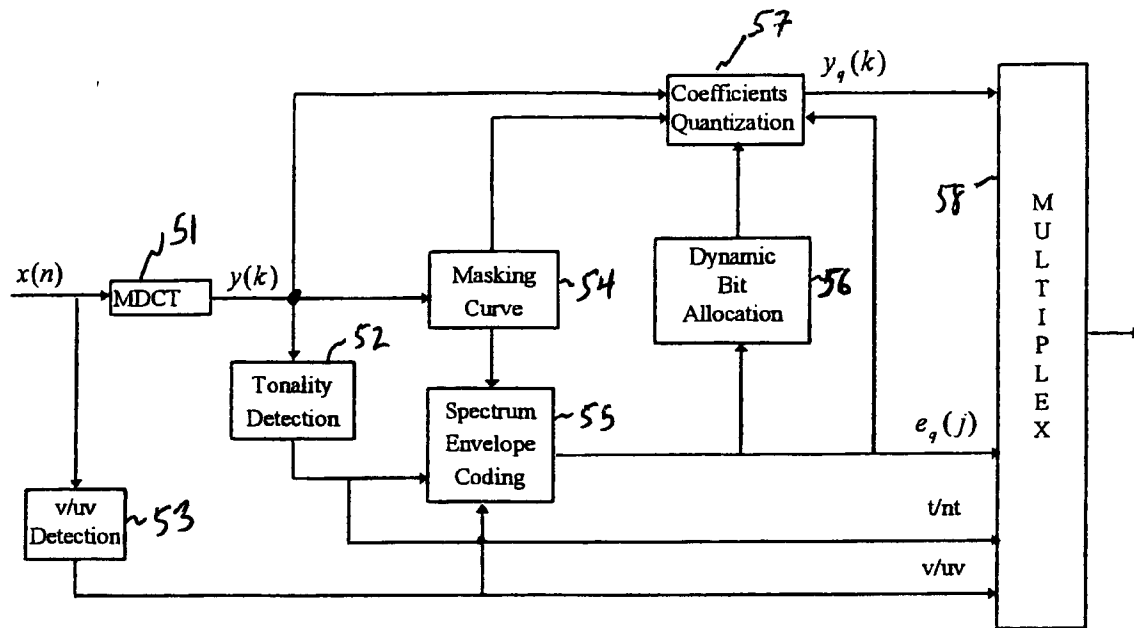 57
y_q(k)
Coefficients
Quantization
58
M
U
L
T
I
P
L
E
X
51
x(n)
MDCT
y(k)
Masking
Curve
54
Dynamic
Bit
Allocation
56
52
Tonality
Detection
Spectrum
Envelope
Coding
55
e_q(j)
v/uv
Detection
53
t/nt
v/uv